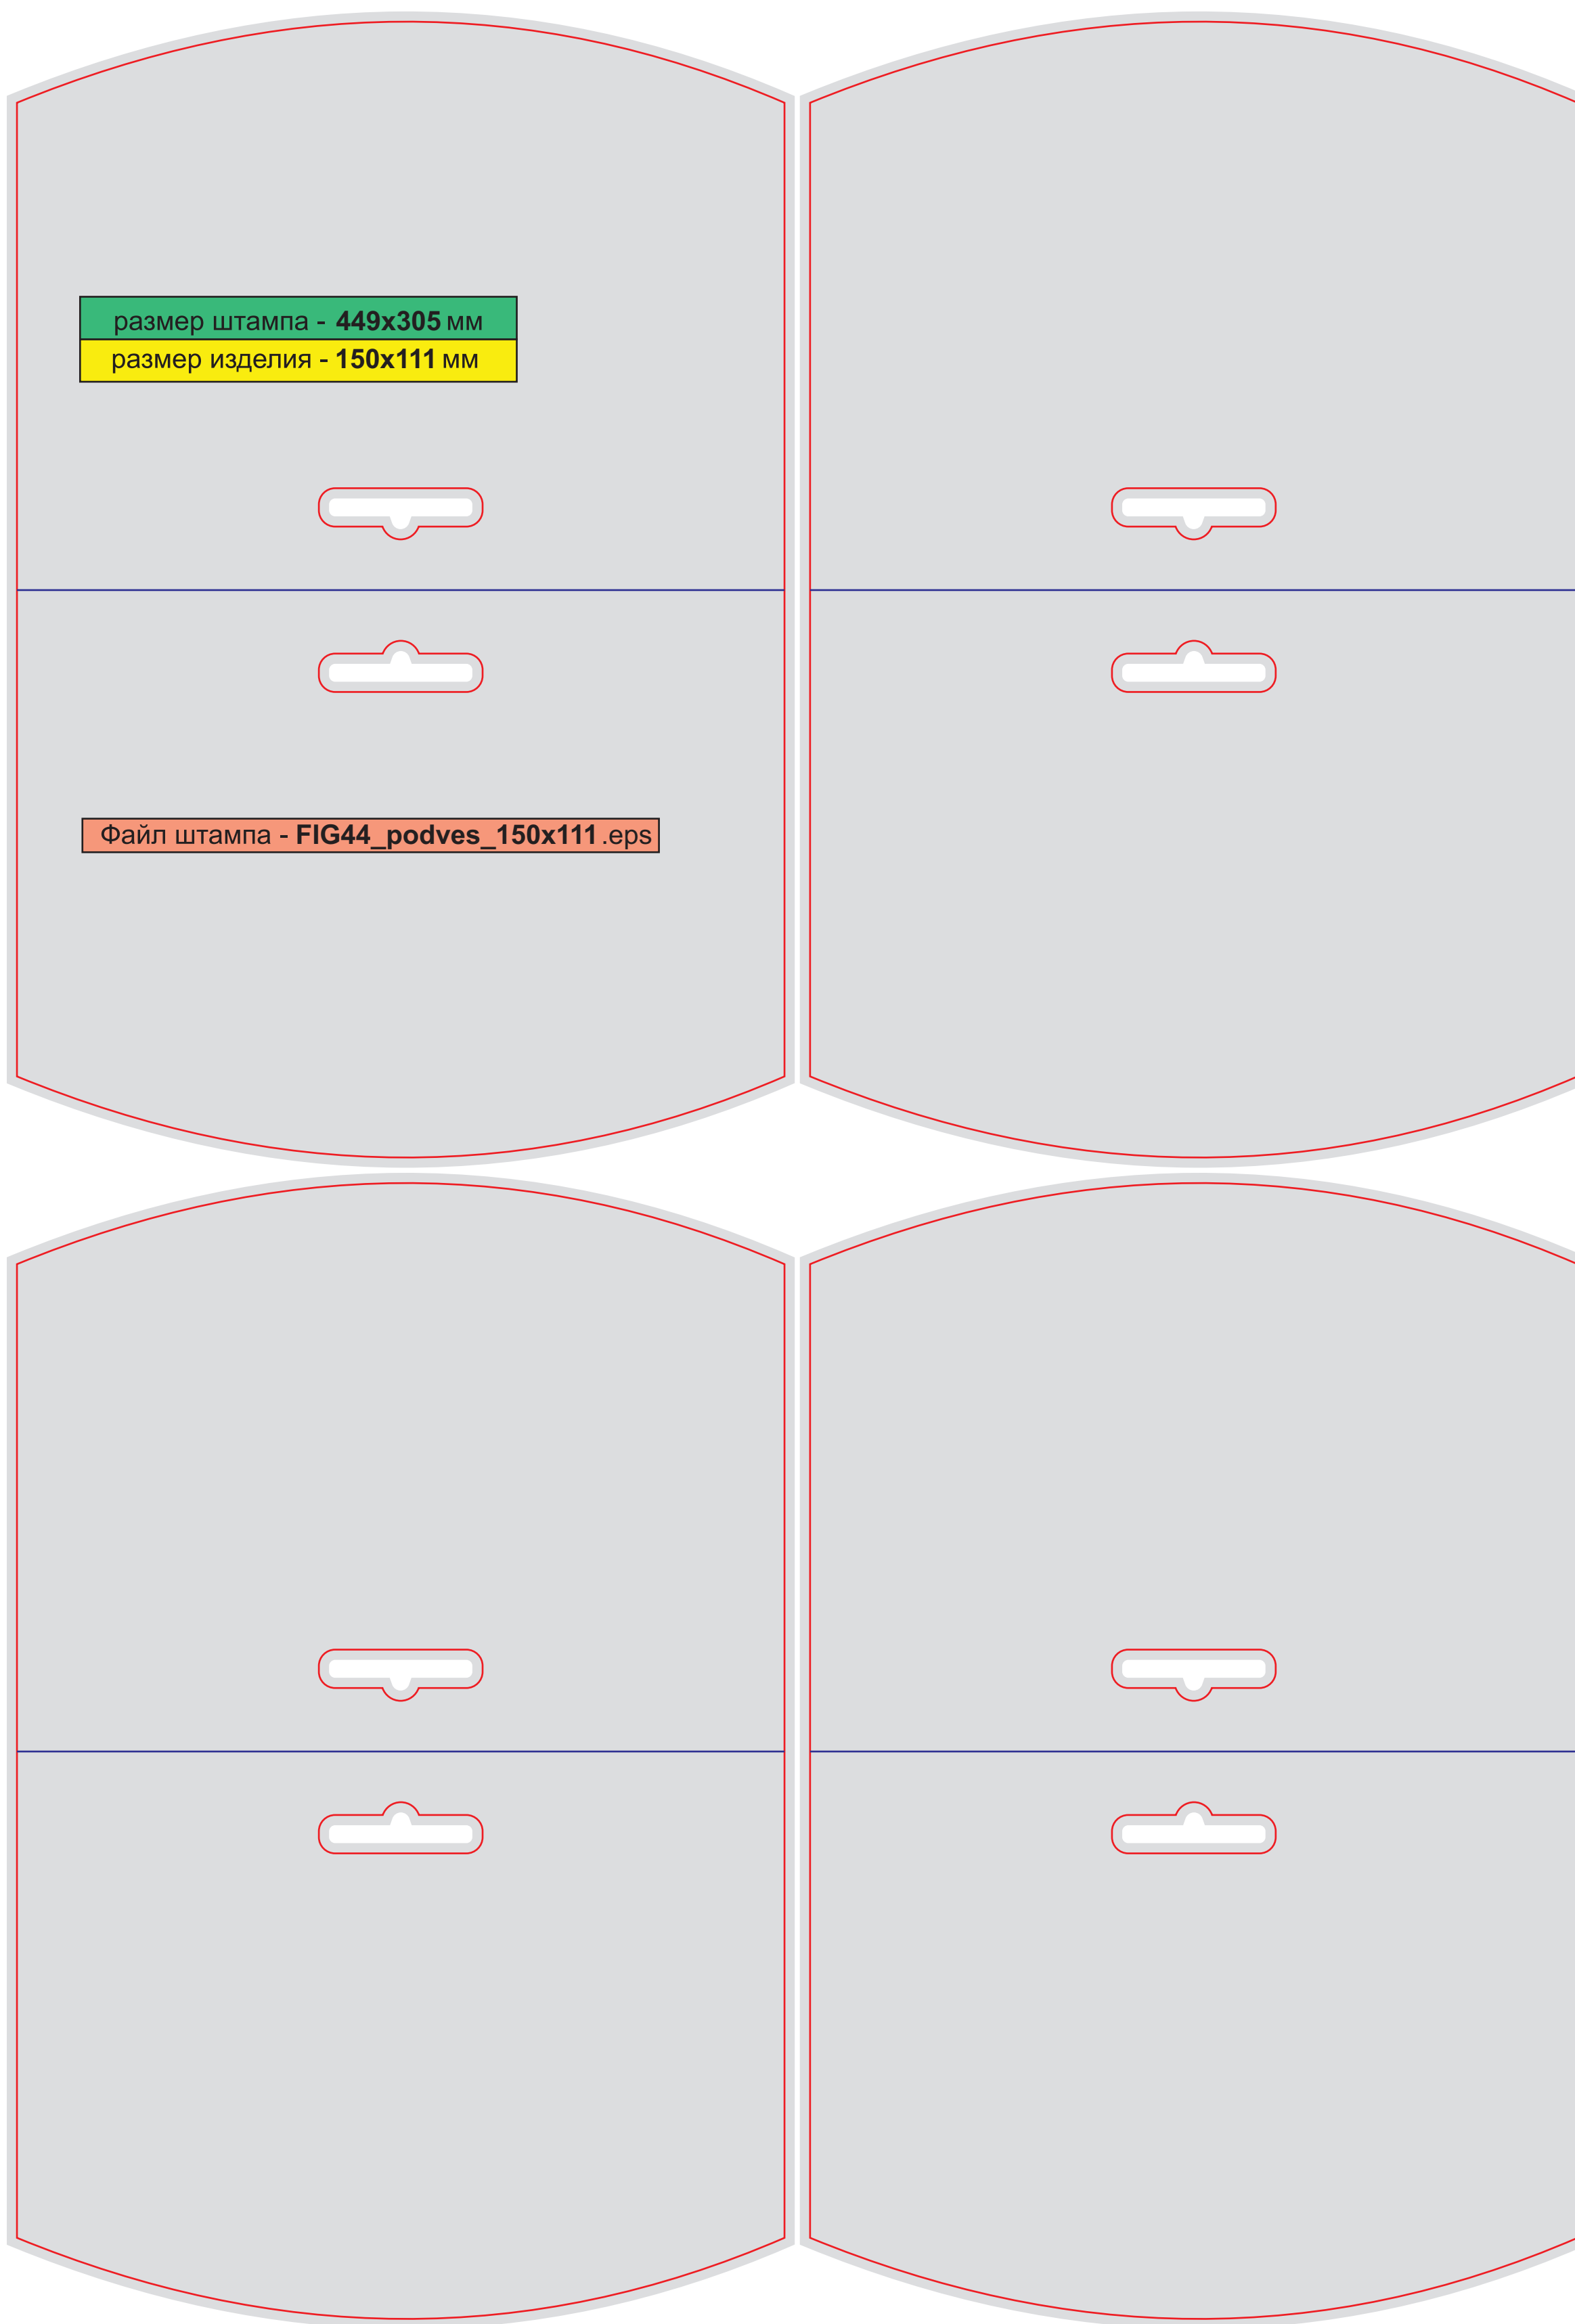 размер штампа - 449x305 мм
размер изделия - 150x111 мм
Файл штампа - FIG44_podves_150x111.eps